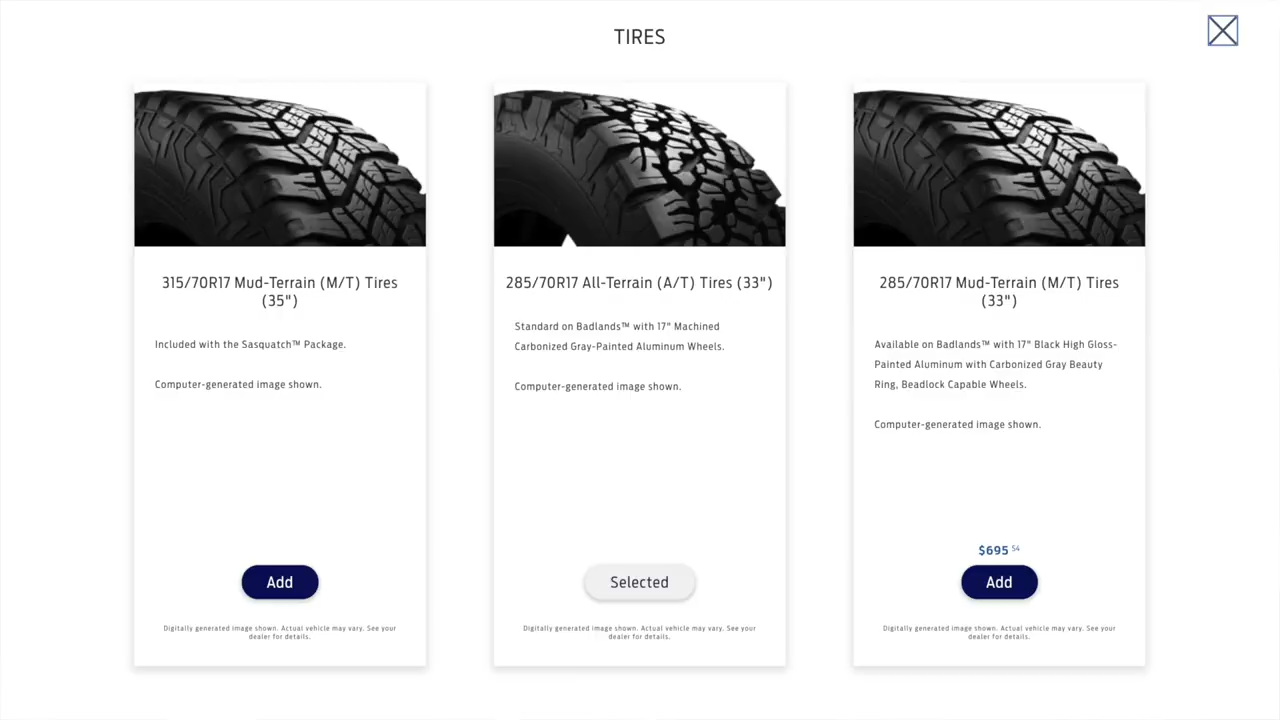 TIRES
315/70R17 Mud-Terrain (M/T) Tires
(35")
Included with the Sasquatch™ Package.
Computer-generated image shown.
Add
Digitally generated image shown. Actual vehicle may vary. See your
dealer for details.
285/70R17 All-Terrain (A/T) Tires (33")
Standard on Badlands™ with 17" Machined
Carbonized Gray-Painted Aluminum Wheels.
Computer-generated image shown.
Selected
Digitally generated image shown. Actual vehicle may vary. See your
dealer for details.
285/70R17 Mud-Terrain (M/T) Tires
(33")
Available on Badlands™ with 17" Black High Gloss-
Painted Aluminum with Carbonized Gray Beauty
Ring, Beadlock Capable Wheels.
Computer-generated image shown.
$695 54
Add
Digitally generated image shown. Actual vehicle may vary. See your
dealer for details.